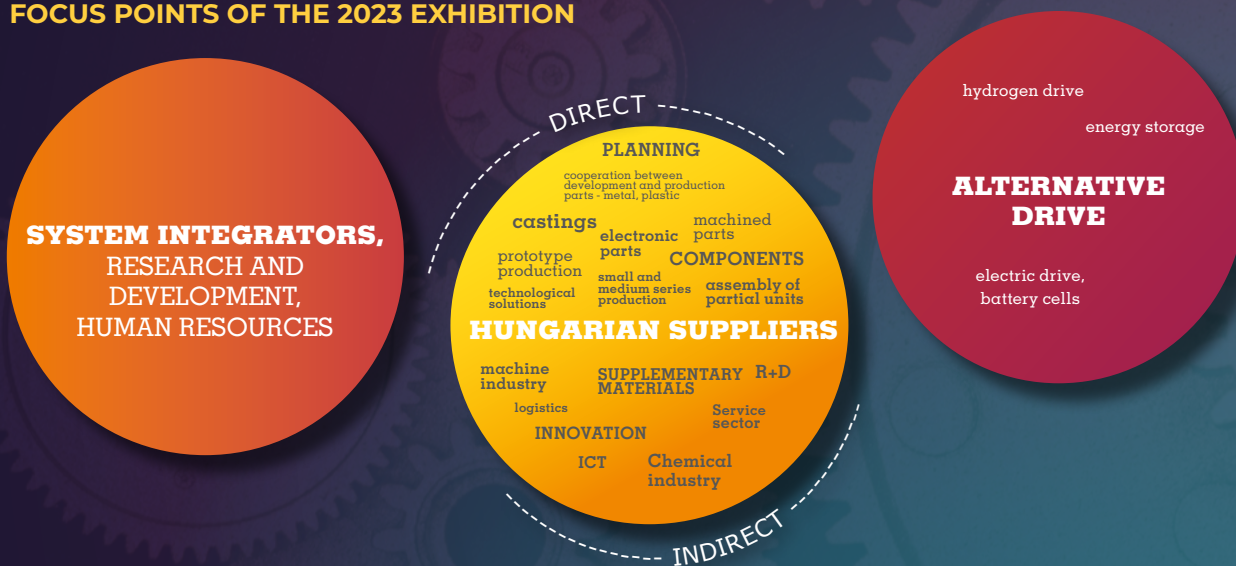 FOCUS POINTS OF THE 2023 EXHIBITION
SYSTEM INTEGRATORS,
RESEARCH AND
DEVELOPMENT,
HUMAN RESOURCES
DIRECT
PLANNING
cooperation between
development and production
parts - metal, plastic
castings
machined
parts
electronic
parts
prototype
production
COMPONENTS
small and
medium series
production
assembly of
partial units
technological
solutions
HUNGARIAN SUPPLIERS
machine
industry
SUPPLEMENTARY
MATERIALS
R+D
logistics
Service
sector
INNOVATION
ICT
Chemical
industry
INDIRECT
hydrogen drive
energy storage
ALTERNATIVE
DRIVE
electric drive,
battery cells